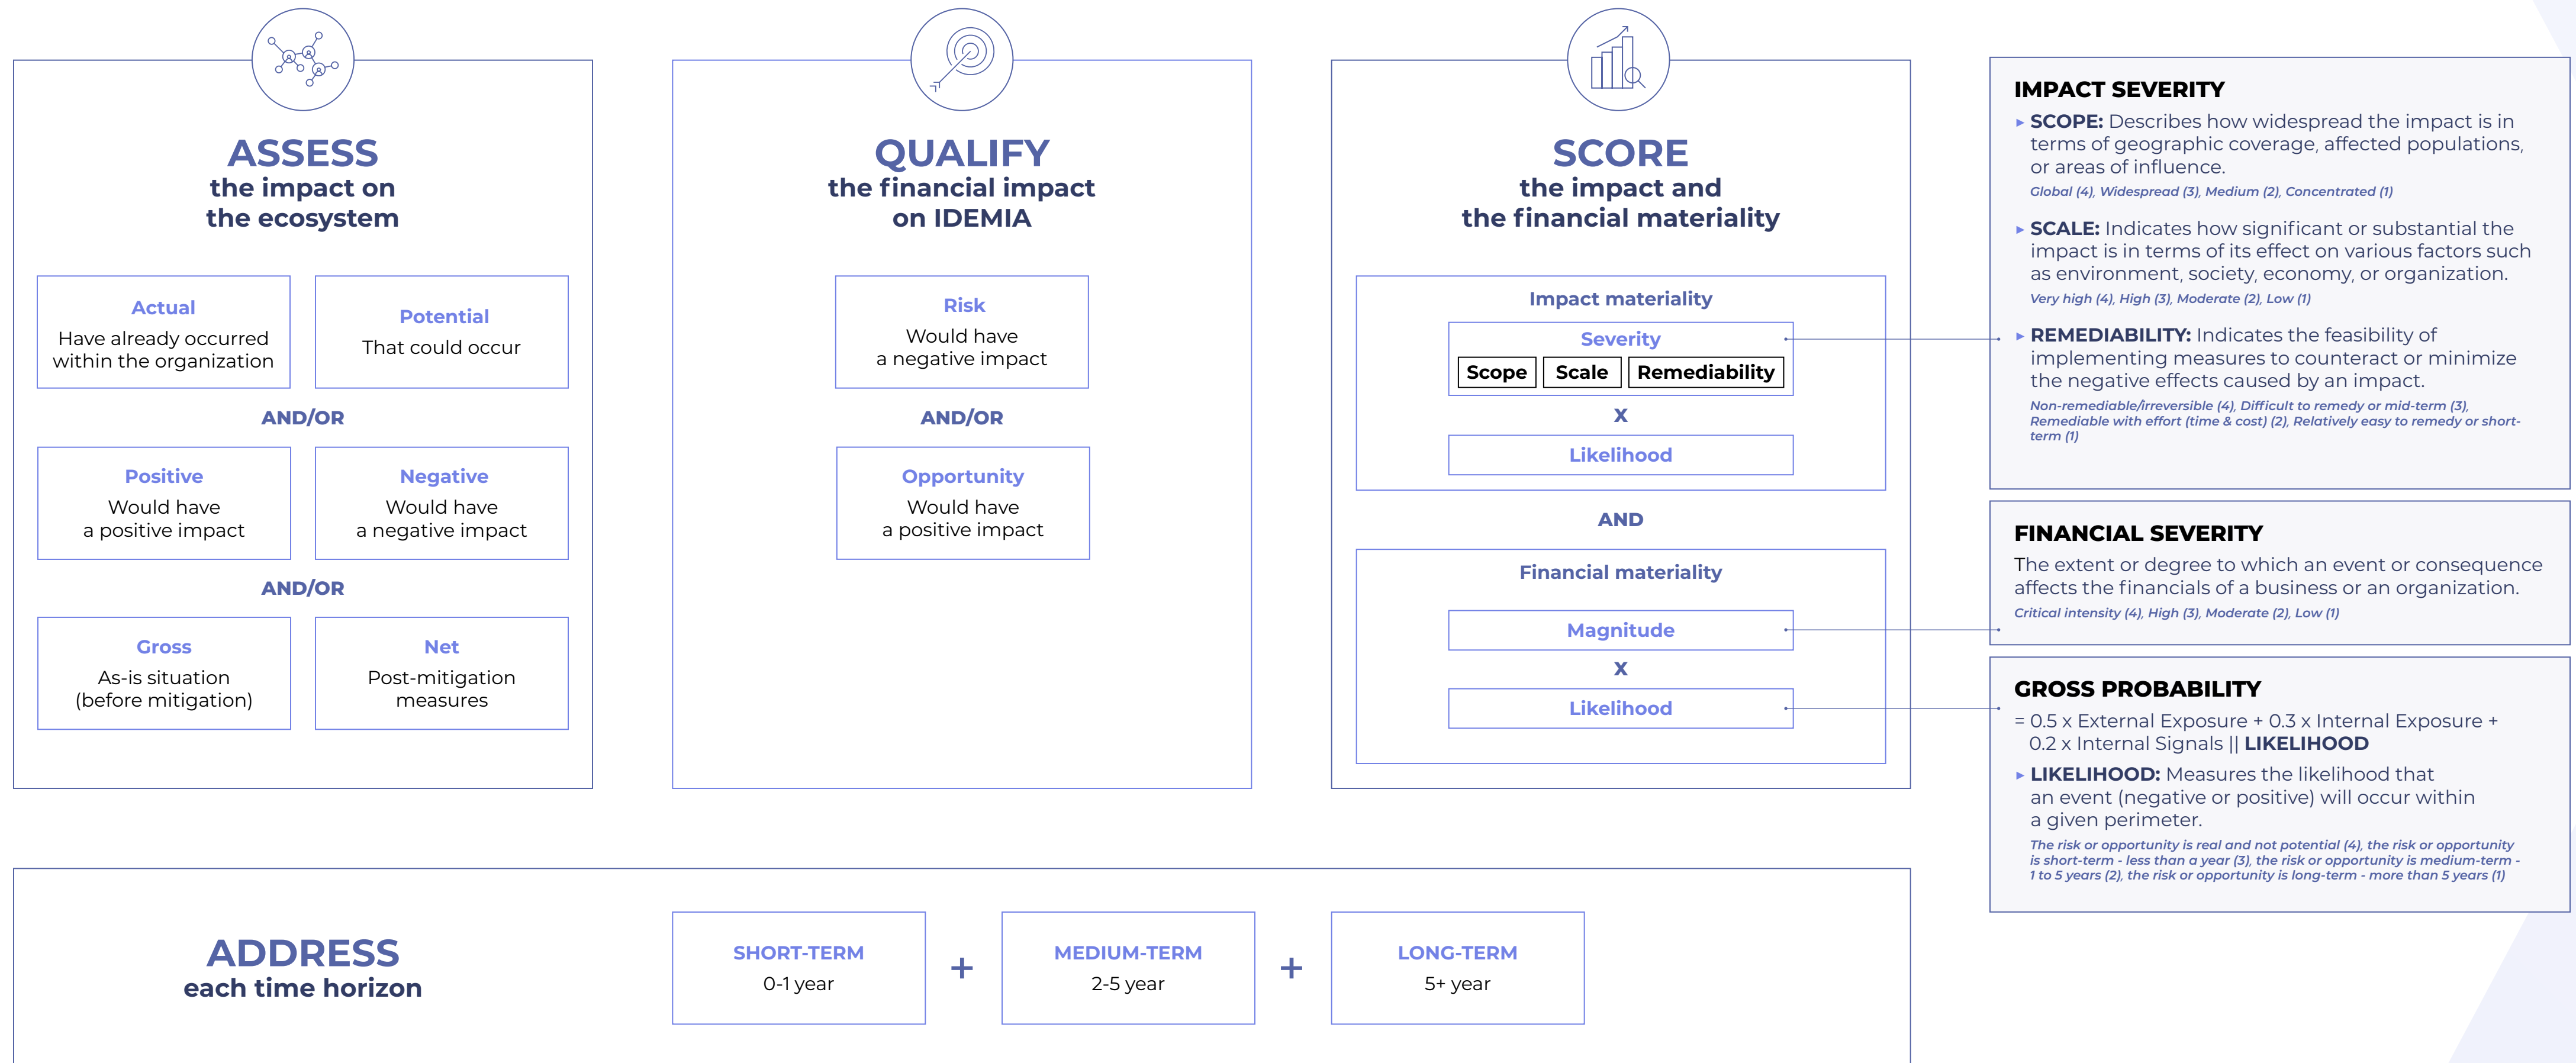 ASSESS
the impact on
the ecosystem
Actual
Have already occurred
within the organization
Potential
That could occur
AND/OR
Positive
Would have
a positive impact
Negative
Would have
a negative impact
AND/OR
Gross
As-is situation
(before mitigation)
Net
Post-mitigation
measures
QUALIFY
the financial impact
on IDEMIA
Risk
Would have
a negative impact
AND/OR
Opportunity
Would have
a positive impact
SCORE
the impact and
the financial materiality
Impact materiality
Severity
Scope
Scale
Remediability
X
Likelihood
AND
Financial materiality
Magnitude
X
Likelihood
IMPACT SEVERITY
▸ SCOPE: Describes how widespread the impact is in
terms of geographic coverage, affected populations,
or areas of influence.
Global (4), Widespread (3), Medium (2), Concentrated (1)
▸ SCALE: Indicates how significant or substantial the
impact is in terms of its effect on various factors such
as environment, society, economy, or organization.
Very high (4), High (3), Moderate (2), Low (1)
▸ REMEDIABILITY: Indicates the feasibility of
implementing measures to counteract or minimize
the negative effects caused by an impact.
Non-remediable/irreversible (4), Difficult to remedy or mid-term (3),
Remediable with effort (time & cost) (2), Relatively easy to remedy or short-
term (1)
FINANCIAL SEVERITY
The extent or degree to which an event or consequence
affects the financials of a business or an organization.
Critical intensity (4), High (3), Moderate (2), Low (1)
GROSS PROBABILITY
= 0.5 x External Exposure + 0.3 x Internal Exposure +
0.2 x Internal Signals || LIKELIHOOD
▸ LIKELIHOOD: Measures the likelihood that
an event (negative or positive) will occur within
a given perimeter.
The risk or opportunity is real and not potential (4), the risk or opportunity
is short-term - less than a year (3), the risk or opportunity is medium-term -
1 to 5 years (2), the risk or opportunity is long-term - more than 5 years (1)
ADDRESS
each time horizon
SHORT-TERM
0-1 year
+
MEDIUM-TERM
2-5 year
+
LONG-TERM
5+ year